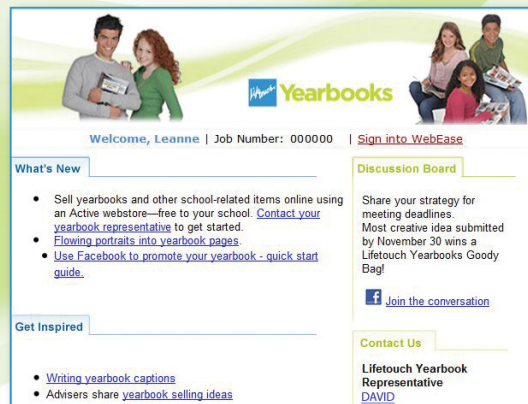 Lifetouch Yearbooks
Welcome, Leanne | Job Number: 000000 | Sign into WebEase
What's New
Sell yearbooks and other school-related items online using
an Active webstore—free to your school. Contact your
yearbook representative to get started.
Flowing portraits into yearbook pages.
Use Facebook to promote your yearbook - quick start
guide.
Get Inspired
Writing yearbook captions
Advisers share yearbook selling ideas
Discussion Board
Share your strategy for
meeting deadlines.
Most creative idea submitted
by November 30 wins a
Lifetouch Yearbooks Goody
Bag!
f Join the conversation
Contact Us
Lifetouch Yearbook
Representative
DAVID